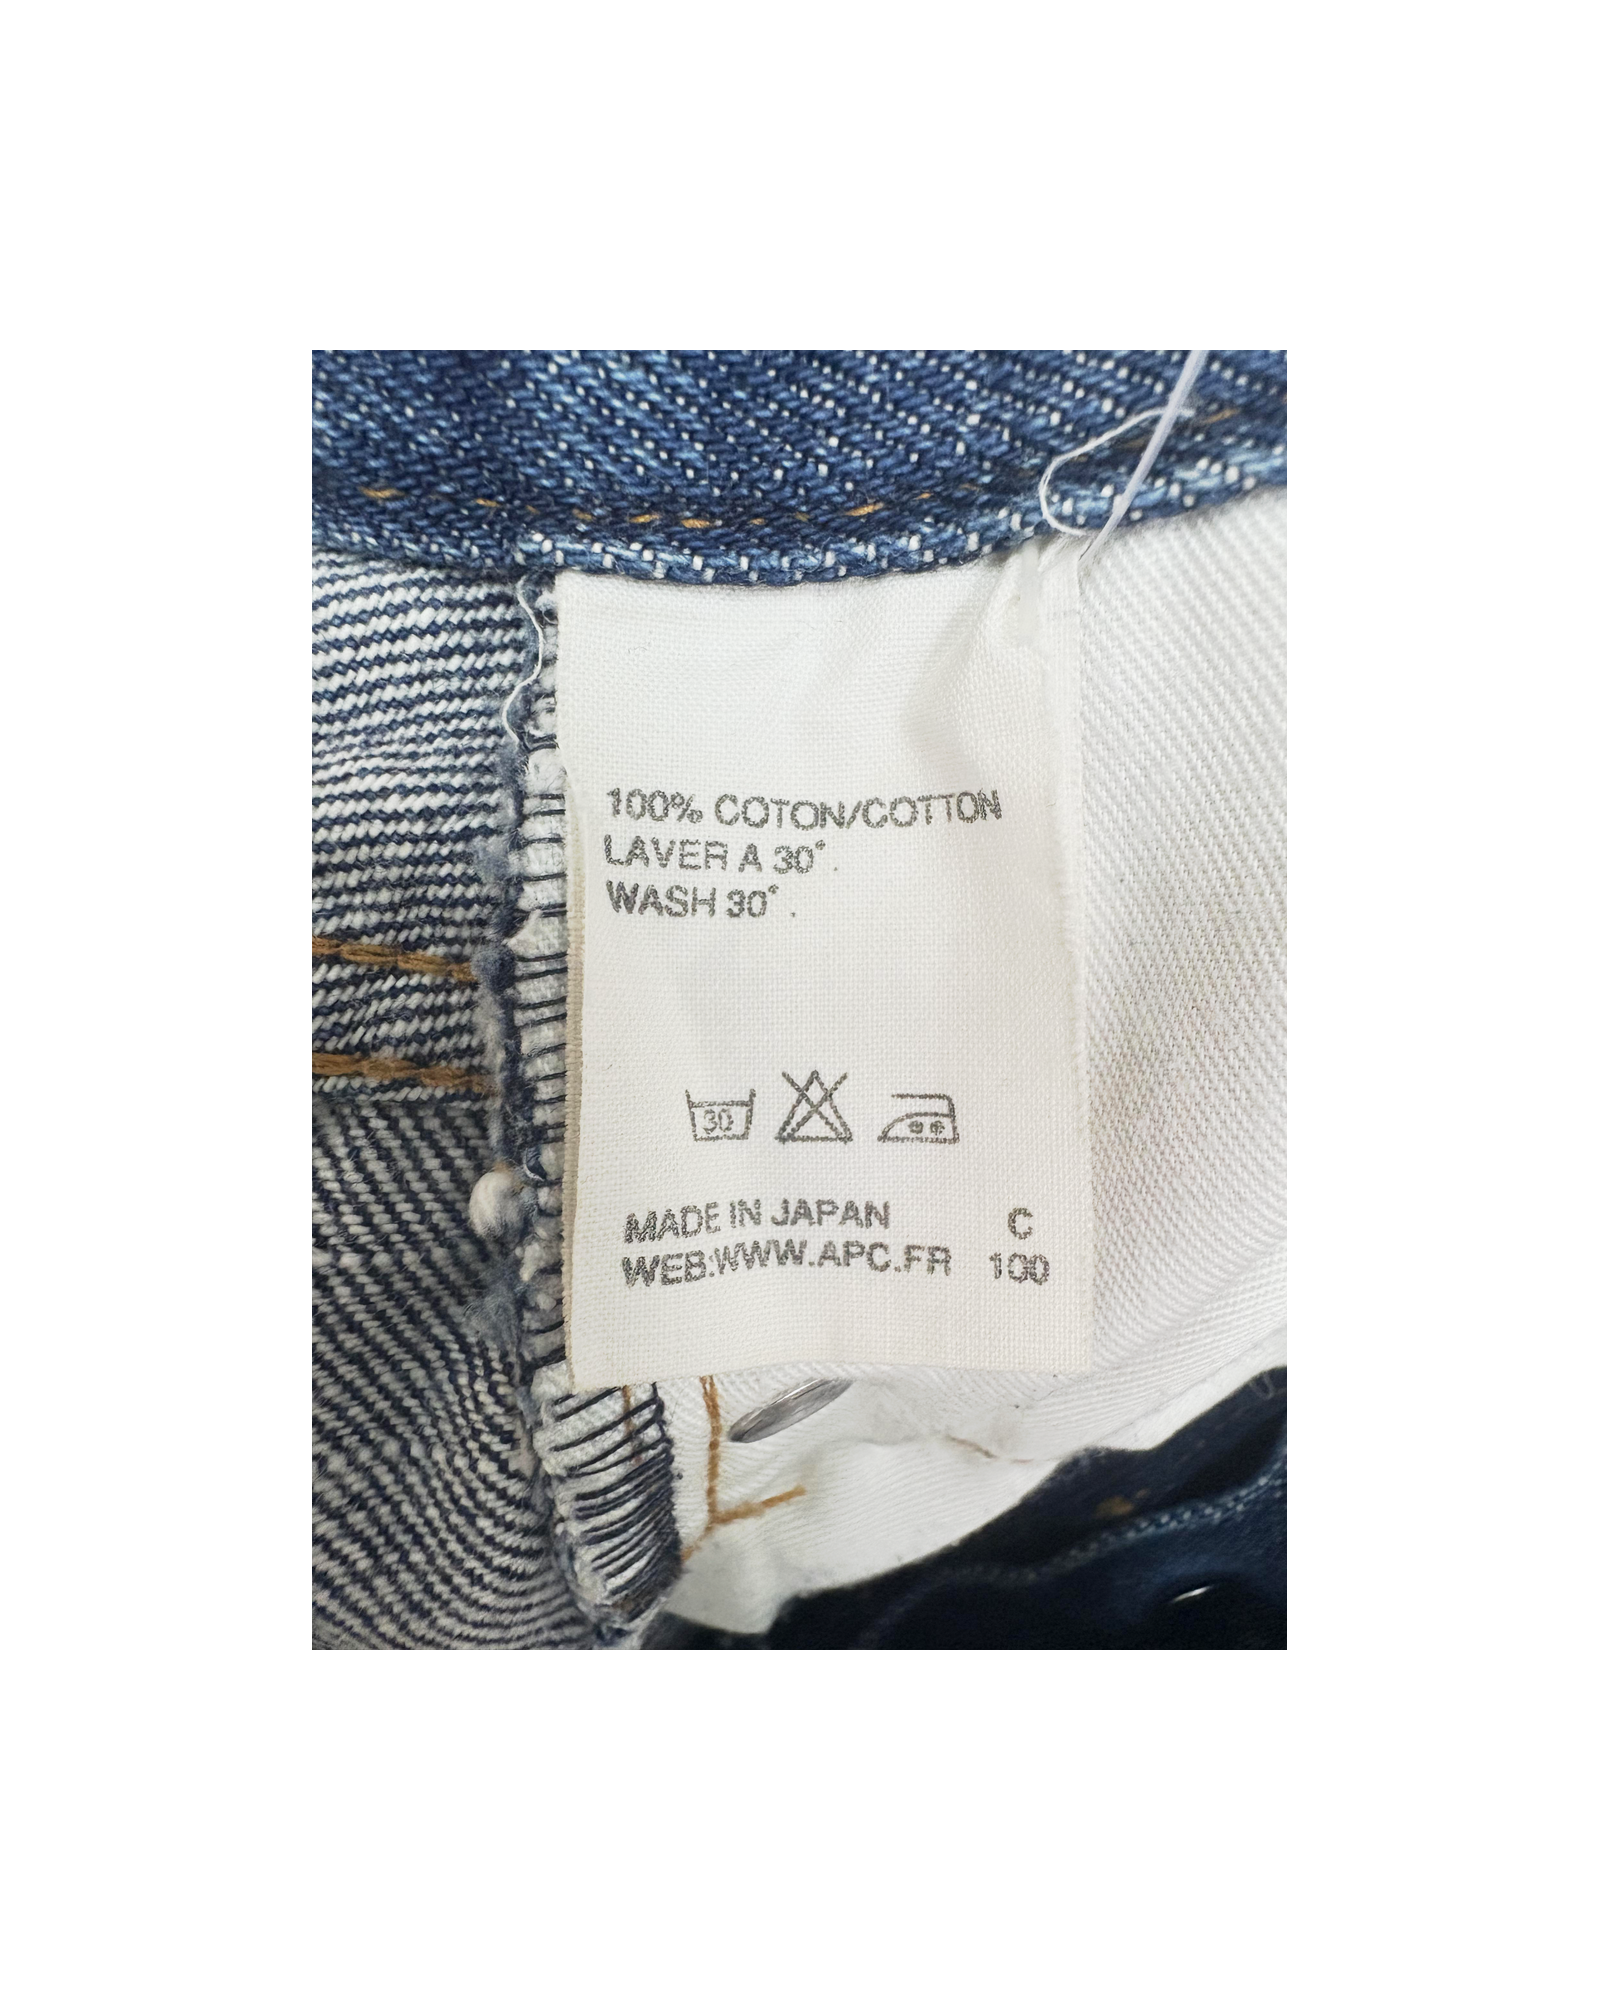 100% COTON/COTTON
LAVER A 30°.
WASH 30°.
30
MADE IN JAPAN C
WEB:WWW.APC.FR 100